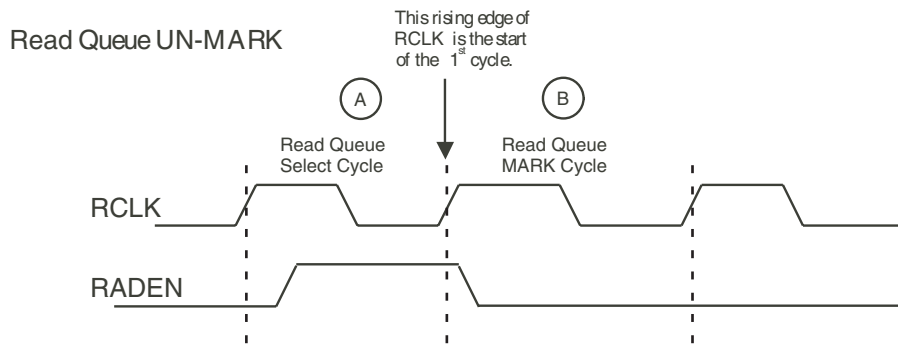 This rising edge of
RCLK is the start
of the 1st cycle.
Read Queue UN-MARK
A
B
Read Queue
Select Cycle
Read Queue
MARK Cycle
RCLK
RADEN